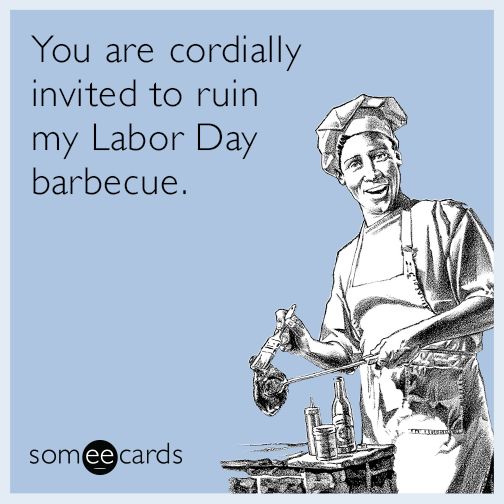 You are cordially
invited to ruin
my Labor Day
barbecue.
someecards